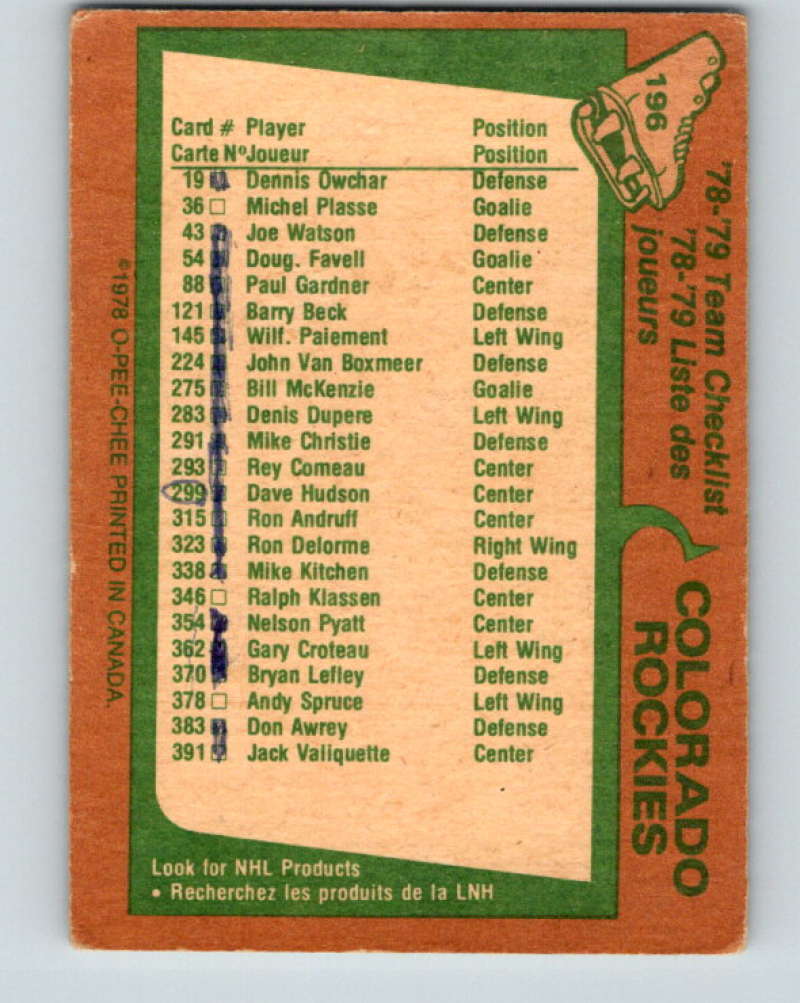 196
'78-'79 Team Checklist
'78-'79 Liste des
joueurs
COLORADO
ROCKIES
Card # Player Position
Carte Nº Joueur Position
19 Dennis Owchar Defense
36 Michel Plasse Goalie
43 Joe Watson Defense
54 Doug. Favell Goalie
88 Paul Gardner Center
121 Barry Beck Defense
145 Wilf. Paiement Left Wing
224 John Van Boxmeer Defense
275 Bill McKenzie Goalie
283 Denis Dupere Left Wing
291 Mike Christie Defense
293 Rey Comeau Center
299 Dave Hudson Center
315 Ron Andruff Center
323 Ron Delorme Right Wing
338 Mike Kitchen Defense
346 Ralph Klassen Center
354 Nelson Pyatt Center
362 Gary Croteau Left Wing
370 Bryan Lefley Defense
378 Andy Spruce Left Wing
383 Don Awrey Defense
391 Jack Valiquette Center
Look for NHL Products
• Recherchez les produits de la LNH
©1978 O-PEE-CHEE PRINTED IN CANADA.